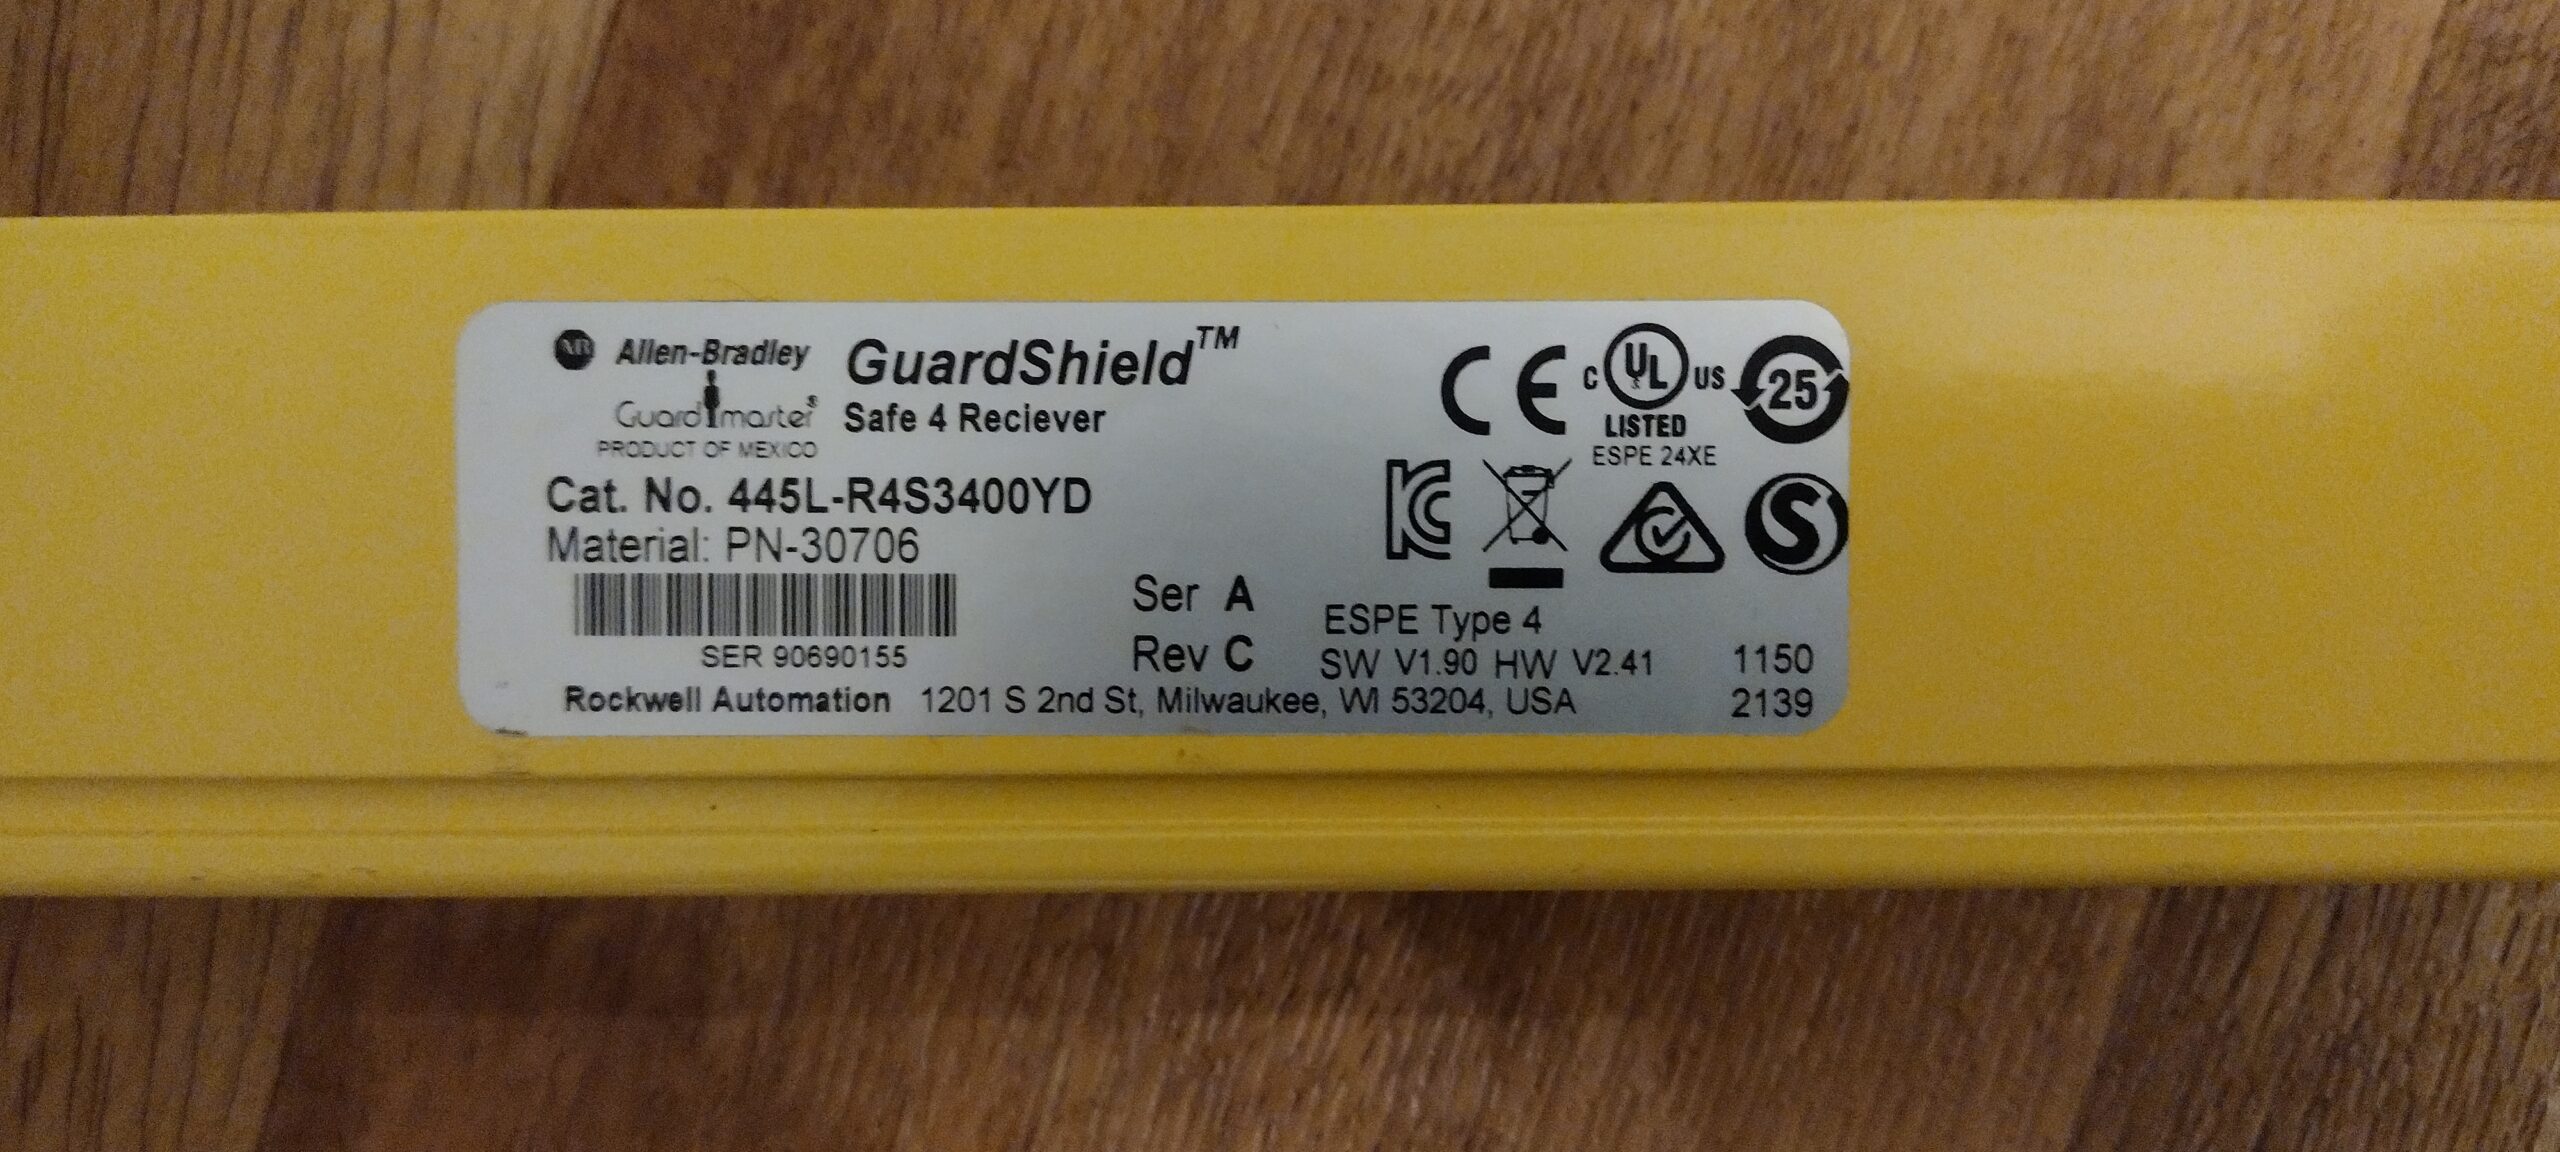 AB Allen-Bradley GuardShield™
Guardmaster® Safe 4 Reciever
PRODUCT OF MEXICO
Cat. No. 445L-R4S3400YD
Material: PN-30706
SER 90690155
Ser A
Rev C
CE
C UL US
LISTED
ESPE 24XE
25
KC
S
ESPE Type 4
SW V1.90 HW V2.41 1150
Rockwell Automation 1201 S 2nd St, Milwaukee, WI 53204, USA 2139